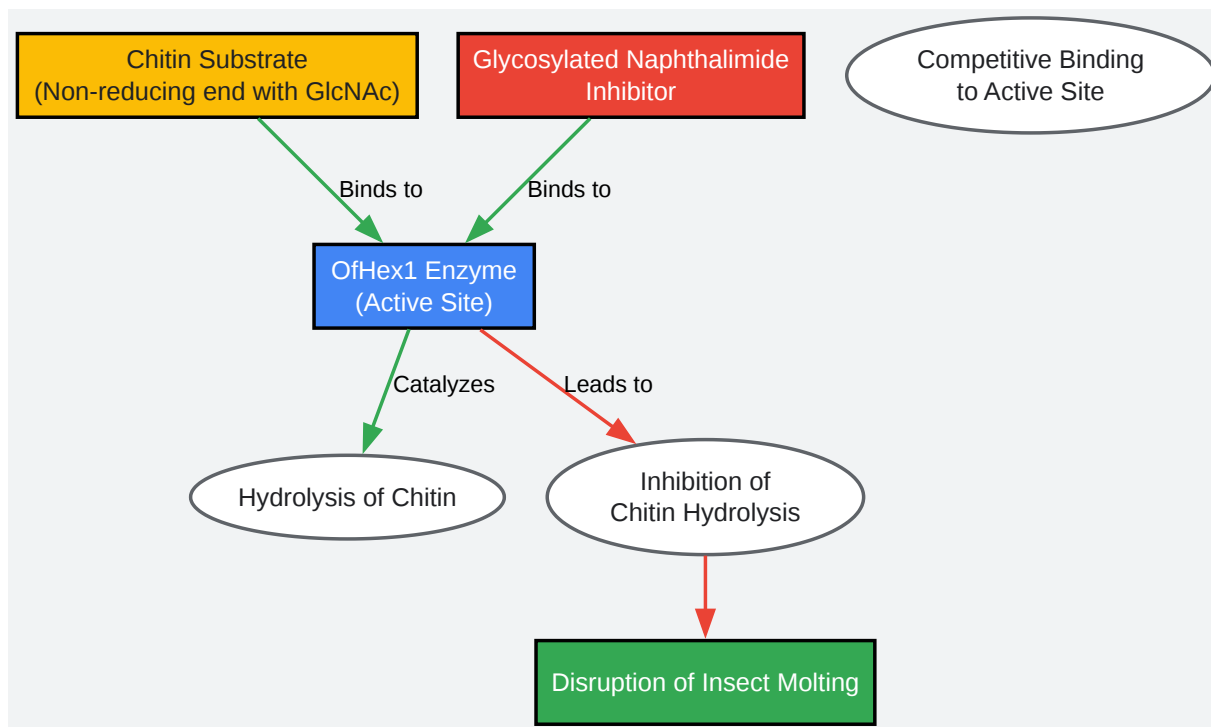 Chitin Substrate
(Non-reducing end with GlcNAc)
Glycosylated Naphthalimide
Inhibitor
Competitive Binding
to Active Site
Binds to
Binds to
OfHex1 Enzyme
(Active Site)
Catalyzes
Leads to
Hydrolysis of Chitin
Inhibition of
Chitin Hydrolysis
Disruption of Insect Molting